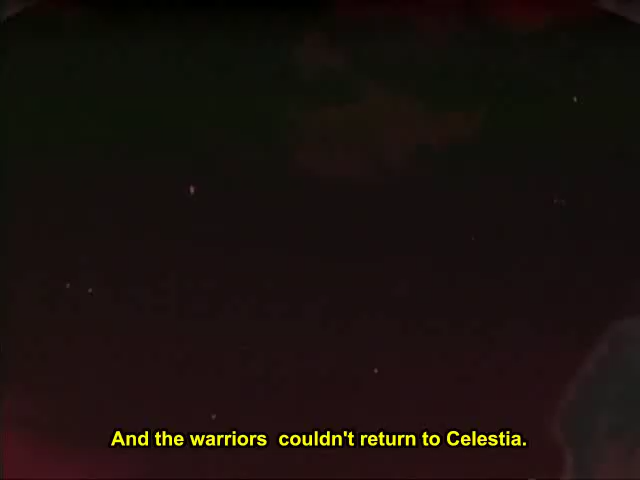 And the warriors  couldn't return to Celestia.